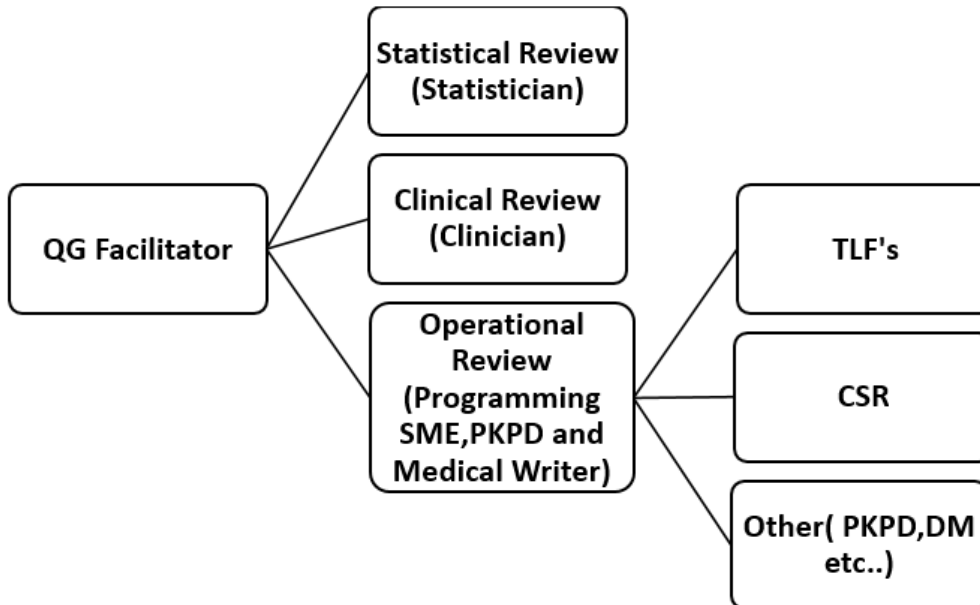 QG Facilitator
Statistical Review
(Statistician)
Clinical Review
(Clinician)
Operational
Review
(Programming
SME,PKPD and
Medical Writer)
TLF's
CSR
Other( PKPD,DM
etc..)